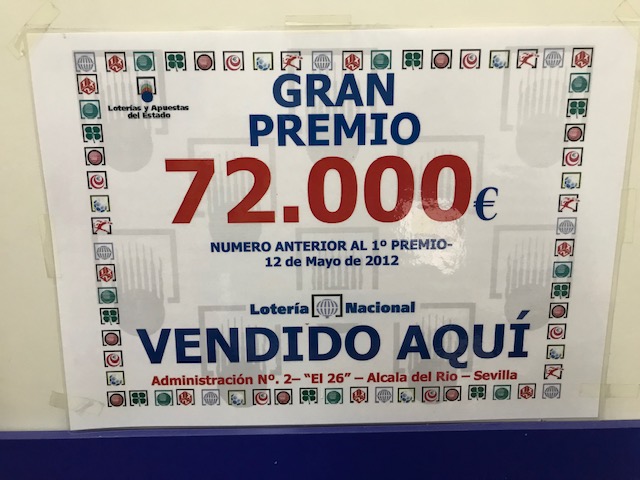 Loterías y Apuestas
del Estado
GRAN
PREMIO
72.000€
NUMERO ANTERIOR AL 1º PREMIO-
12 de Mayo de 2012
Lotería Nacional
VENDIDO AQUÍ
Administración Nº. 2– “El 26” – Alcala del Rio – Sevilla